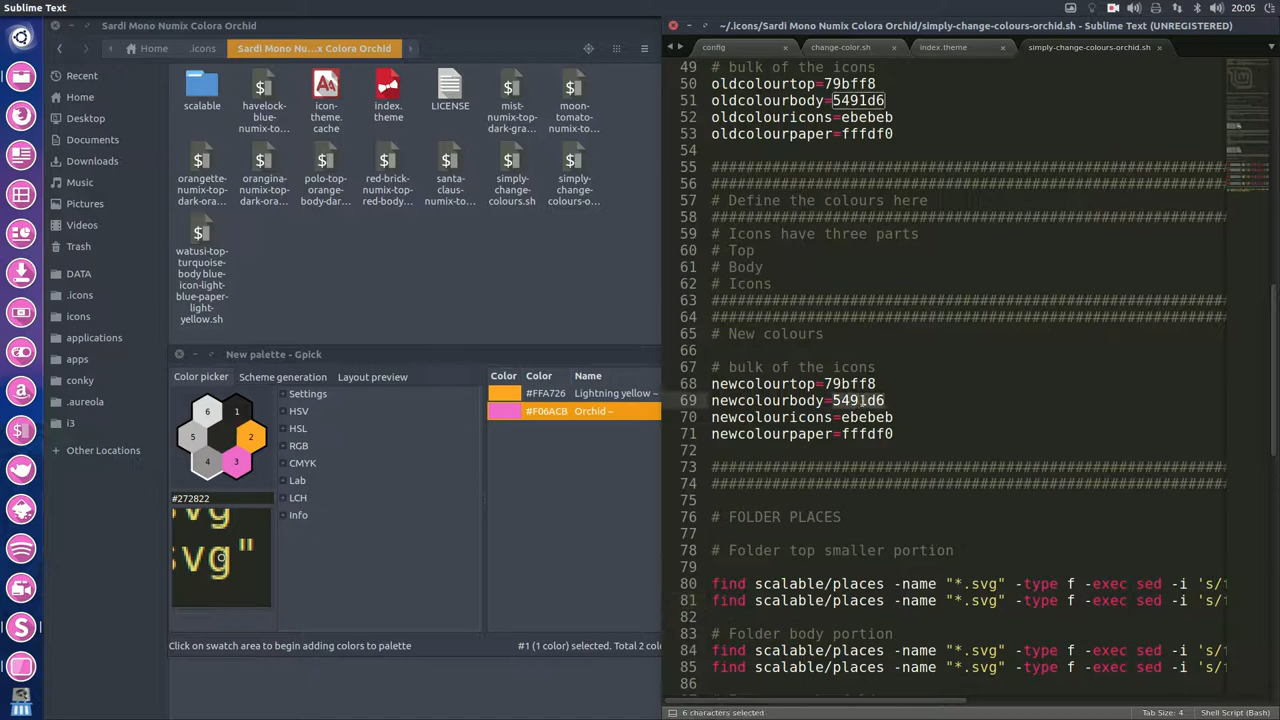 Sublime Text
20:05
Sardi Mono Numix Colora Orchid
Home
.icons
Sardi Mono Nu...x Colora Orchid
Recent
Home
Desktop
Documents
Downloads
Music
Pictures
Videos
Trash
DATA
.icons
icons
applications
apps
conky
.aureola
i3
Other Locations
scalable
havelock-
blue-
numix-to...
icon-
theme.
cache
index.
theme
LICENSE
mist-
numix-top-
dark-gra...
moon-
tomato-
numix-to...
orangette-
numix-top-
dark-ora...
orangina-
numix-top-
dark-ora...
polo-top-
orange-
body-dar...
red-brick-
numix-top-
red-body...
santa-
claus-
numix-to...
simply-
change-
colours.sh
simply-
change-
colours-o...
watusi-top-
turquoise-
body blue-
icon-light-
blue-paper-
light-
yellow.sh
New palette - Gpick
Color picker
Scheme generation
Layout preview
6
1
5
2
4
3
#272822
svg
svg"
Settings
HSV
HSL
RGB
CMYK
Lab
LCH
Info
Color
Color
Name
#FFA726
Lightning yellow ~
#F06ACB
Orchid ~
Click on swatch area to begin adding colors to palette
#1 (1 color) selected. Total 2 colo
~/.icons/Sardi Mono Numix Colora Orchid/simply-change-colours-orchid.sh - Sublime Text (UNREGISTERED)
config
change-color.sh
index.theme
simply-change-colours-orchid.sh
49 # bulk of the icons
50 oldcolourtop=79bff8
51 oldcolourbody=5491d6
52 oldcolouricons=ebebeb
53 oldcolourpaper=fffdf0
54
55 ############################################################
56 ############################################################
57 # Define the colours here
58 ############################################################
59 # Icons have three parts
60 # Top
61 # Body
62 # Icons
63 ############################################################
64 ############################################################
65 # New colours
66
67 # bulk of the icons
68 newcolourtop=79bff8
69 newcolourbody=5491d6
70 newcolouricons=ebebeb
71 newcolourpaper=fffdf0
72
73 ############################################################
74 ############################################################
75
76 # FOLDER PLACES
77
78 # Folder top smaller portion
79
80 find scalable/places -name "*.svg" -type f -exec sed -i 's/
81 find scalable/places -name "*.svg" -type f -exec sed -i 's/
82
83 # Folder body portion
84 find scalable/places -name "*.svg" -type f -exec sed -i 's/
85 find scalable/places -name "*.svg" -type f -exec sed -i 's/
86
6 characters selected
Tab Size: 4
Shell Script (Bash)